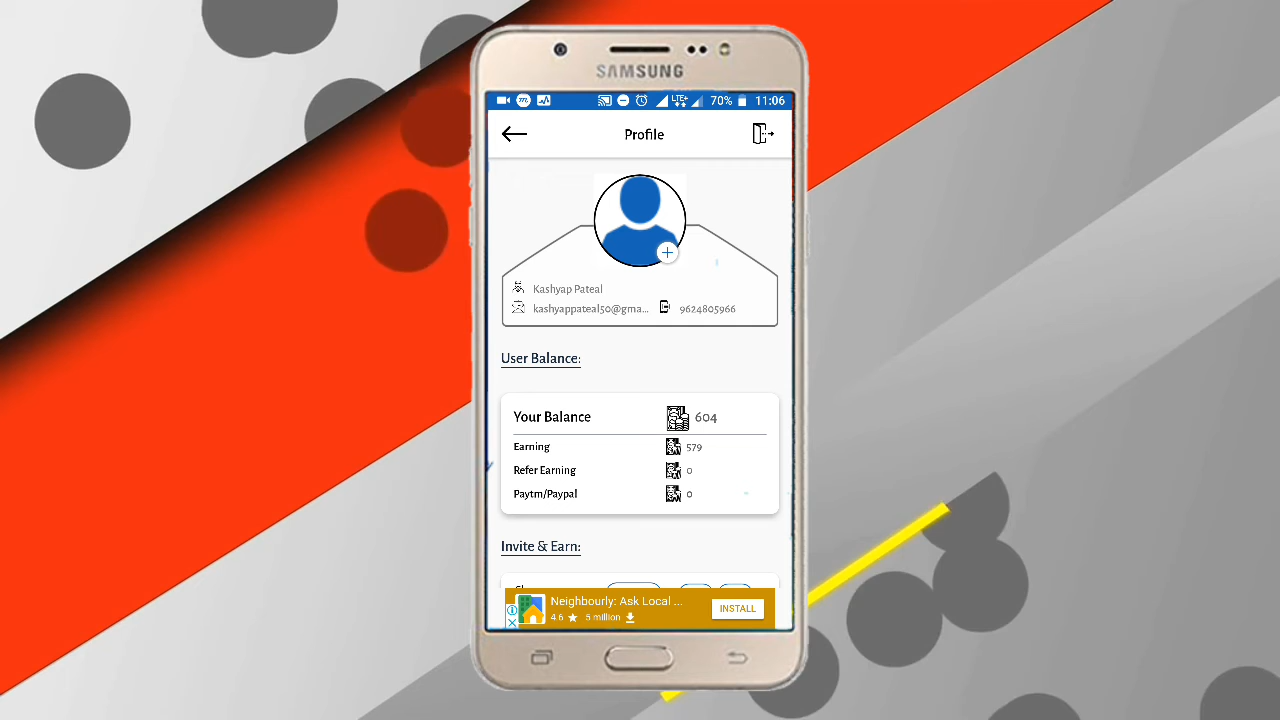 SAMSUNG
70% 11:06
Profile
Kashyap Pateal
kashyappateal50@gma... 9624805966
User Balance:
Your Balance 604
Earning 579
Refer Earning 0
Paytm/Paypal 0
Invite & Earn:
Neighbourly: Ask Local ...
4.6 ★ 5 million
INSTALL